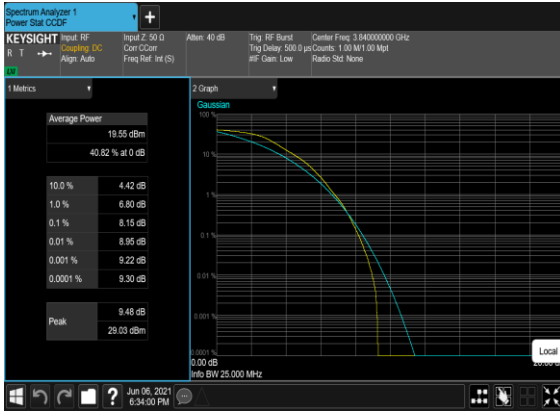 Spectrum Analyzer 1
Power Stat CCDF
+
KEYSIGHT
R T
Input: RF
Coupling: DC
Align: Auto
Input Z: 50 Ω
Corr CCorr
Freq Ref: Int (S)
Atten: 40 dB
Trig: RF Burst
Trig Delay: 500.0 µs
#IF Gain: Low
Center Freq: 3.840000000 GHz
Counts: 1.00 M/1.00 Mpt
Radio Std: None
1 Metrics
Average Power
19.55 dBm
40.82 % at 0 dB
10.0 % 4.42 dB
1.0 % 6.80 dB
0.1 % 8.15 dB
0.01 % 8.95 dB
0.001 % 9.22 dB
0.0001 % 9.30 dB
Peak
9.48 dB
29.03 dBm
2 Graph
Gaussian
100 %
10 %
1 %
0.1 %
0.01 %
0.001 %
0.0001 %
0.00 dB
Info BW 25.000 MHz
Local
?
Jun 06, 2021
6:34:00 PM